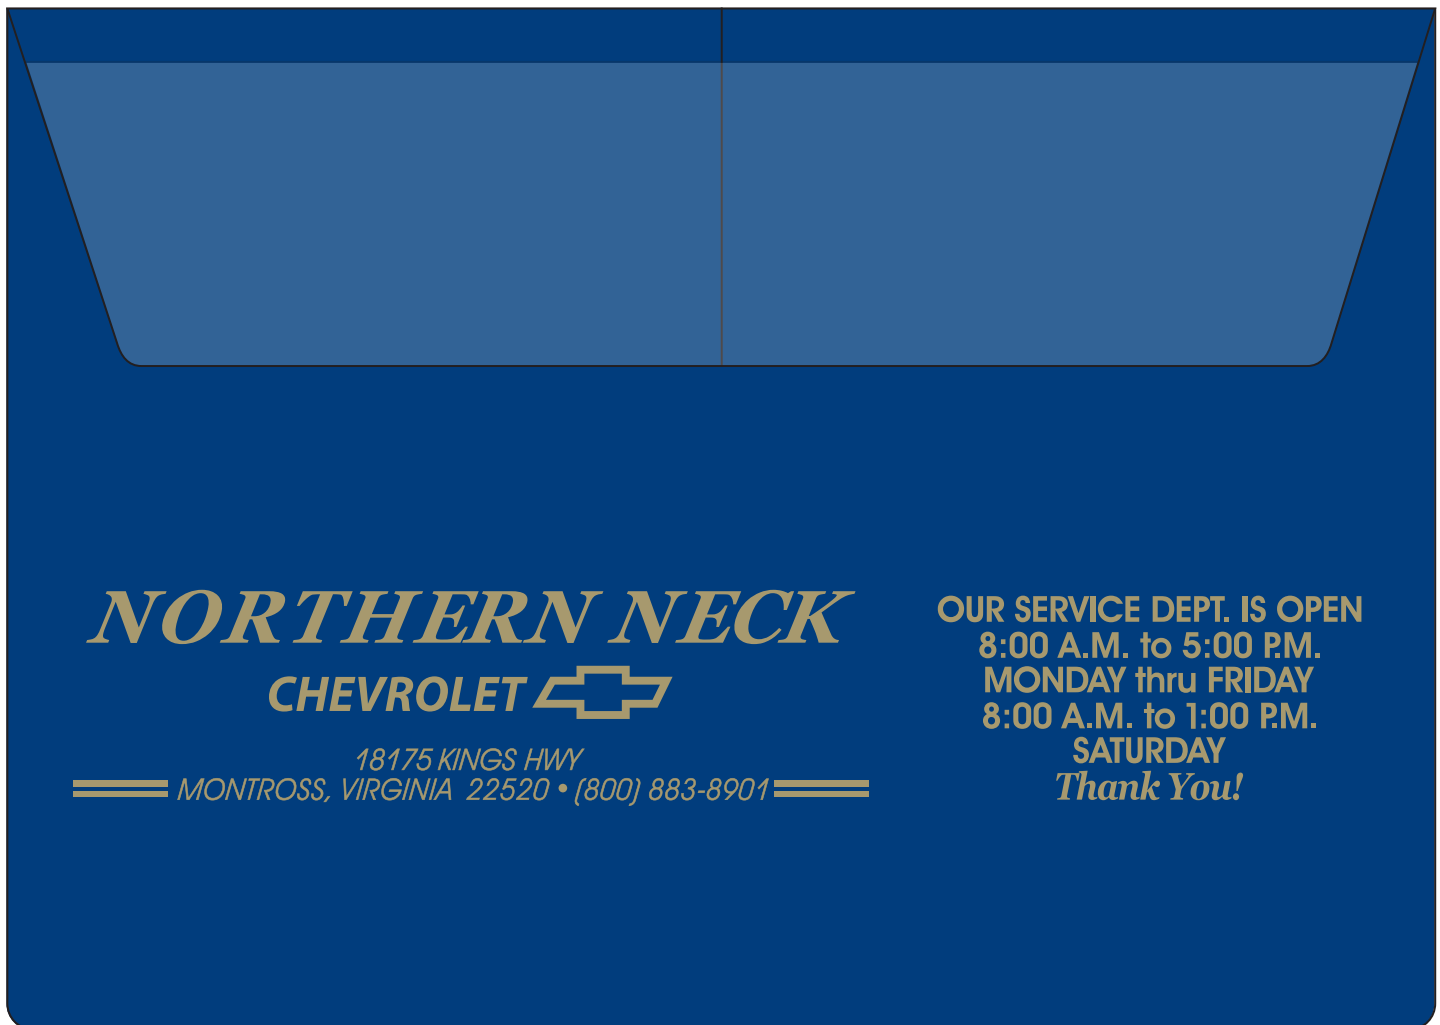 NORTHERN NECK
CHEVROLET
18175 KINGS HWY
MONTROSS, VIRGINIA 22520 • (800) 883-8901
OUR SERVICE DEPT. IS OPEN
8:00 A.M. to 5:00 P.M.
MONDAY thru FRIDAY
8:00 A.M. to 1:00 P.M.
SATURDAY
Thank You!